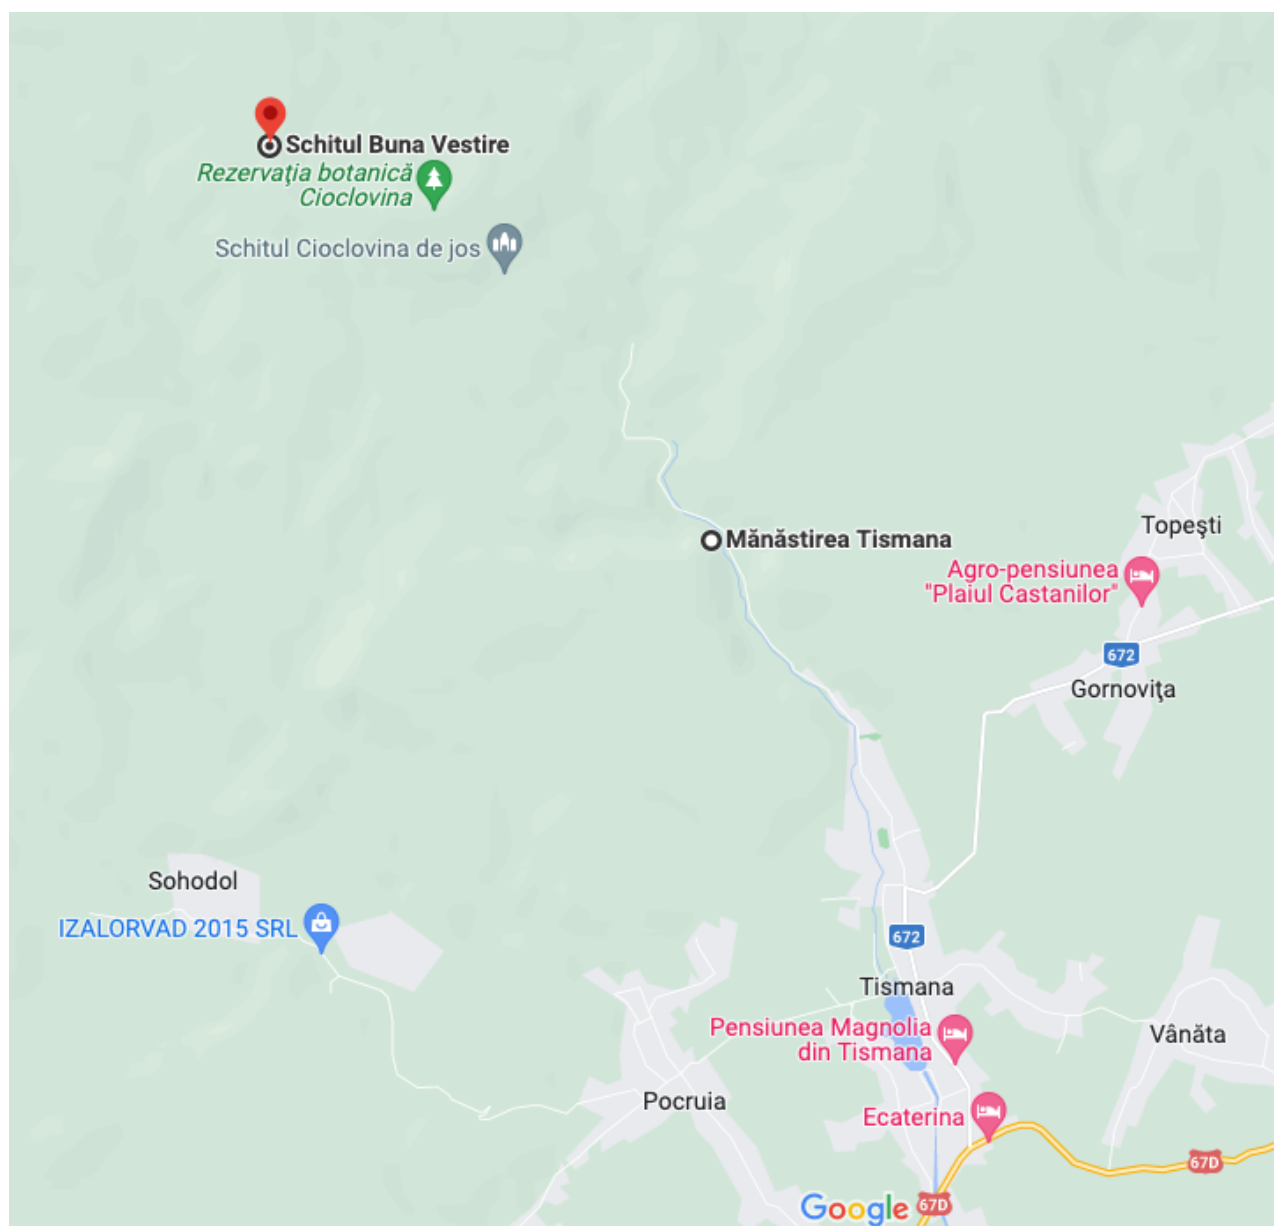 Schitul Buna Vestire
Rezervaţia botanică
Cioclovina
Schitul Cioclovina de jos
Mănăstirea Tismana
Topeşti
Agro-pensiunea
"Plaiul Castanilor"
672
Gornoviţa
Sohodol
IZALORVAD 2015 SRL
672
Tismana
Pensiunea Magnolia
din Tismana
Vânăta
Pocruia
Ecaterina
67D
Google
67D